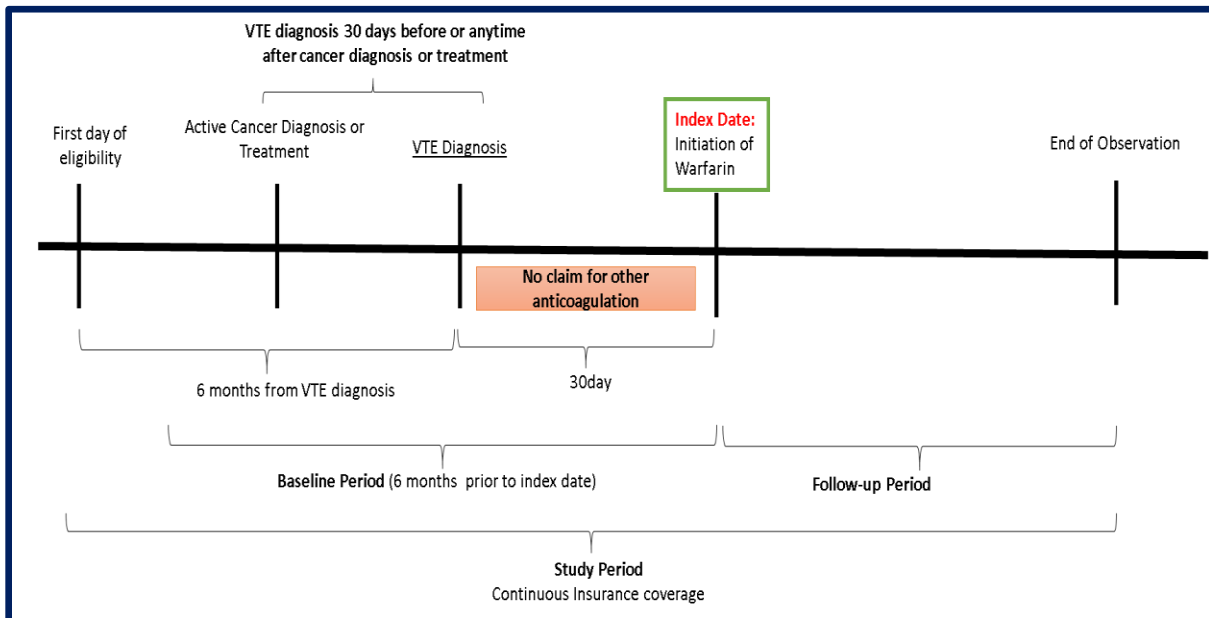 VTE diagnosis 30 days before or anytime
after cancer diagnosis or treatment
First day of
eligibility
Active Cancer Diagnosis or
Treatment
VTE Diagnosis
Index Date:
Initiation of
Warfarin
End of Observation
No claim for other
anticoagulation
6 months from VTE diagnosis
30day
Baseline Period (6 months prior to index date)
Follow-up Period
Study Period
Continuous Insurance coverage